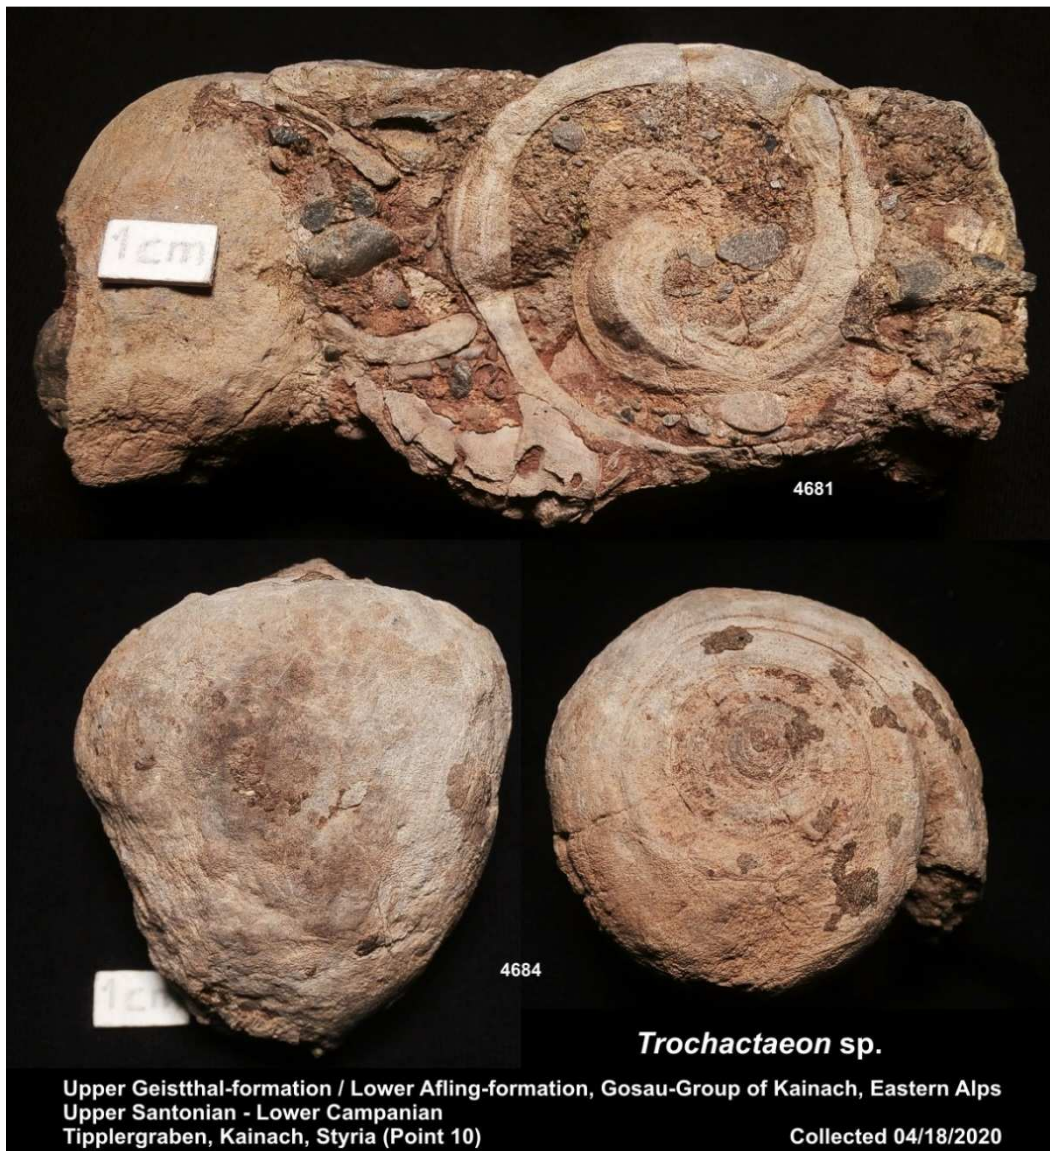 1cm
4681
4684
1cm
Trochactaeon sp.
Upper Geistthal-formation / Lower Afling-formation, Gosau-Group of Kainach, Eastern Alps
Upper Santonian - Lower Campanian
Tipplergraben, Kainach, Styria (Point 10)
Collected 04/18/2020